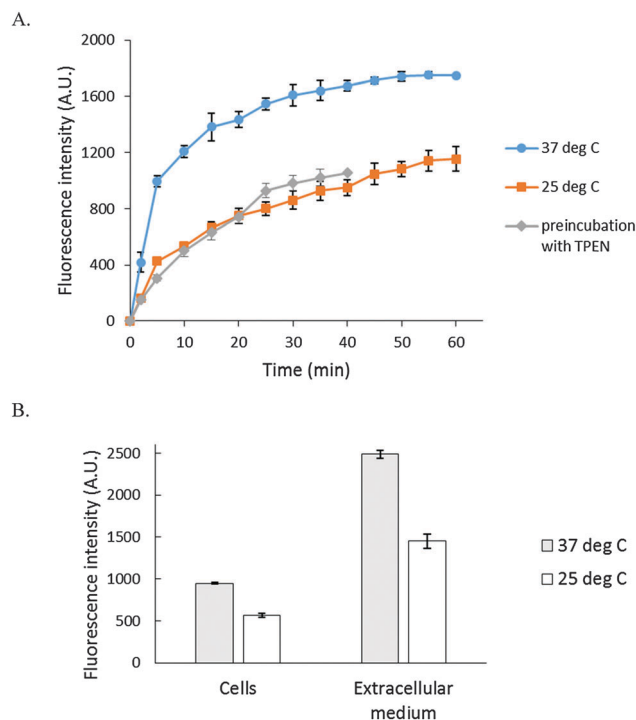 A.
Fluorescence intensity (A.U.)
2000
1600
1200
800
400
0
0 10 20 30 40 50 60
Time (min)
37 deg C
25 deg C
preincubation
with TPEN
B.
Fluorescence intensity (A.U.)
2500
2000
1500
1000
500
0
Cells Extracellular
medium
37 deg C
25 deg C